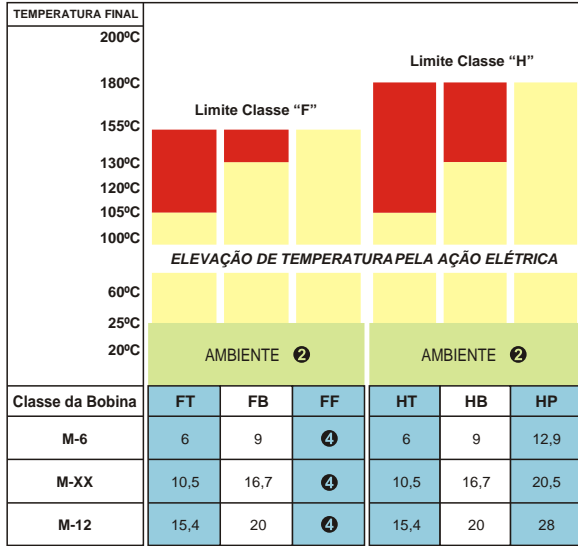 TEMPERATURA FINAL
200ºC
Limite Classe “H”
180ºC
Limite Classe “F”
155ºC
130ºC
120ºC
105ºC
100ºC
ELEVAÇÃO DE TEMPERATURA PELA AÇÃO ELÉTRICA
60ºC
25ºC
20ºC
AMBIENTE ❷ AMBIENTE ❷
Classe da Bobina FT FB FF HT HB HP
M-6 6 9 ❹ 6 9 12,9
M-XX 10,5 16,7 ❹ 10,5 16,7 20,5
M-12 15,4 20 ❹ 15,4 20 28